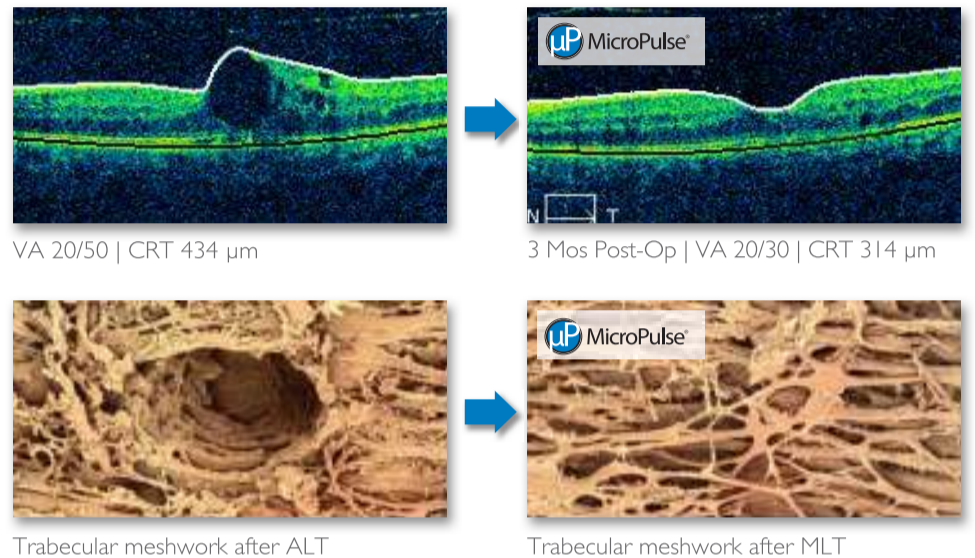 µP MicroPulse®
N T
VA 20/50 | CRT 434 µm
3 Mos Post-Op | VA 20/30 | CRT 314 µm
µP MicroPulse®
Trabecular meshwork after ALT
Trabecular meshwork after MLT